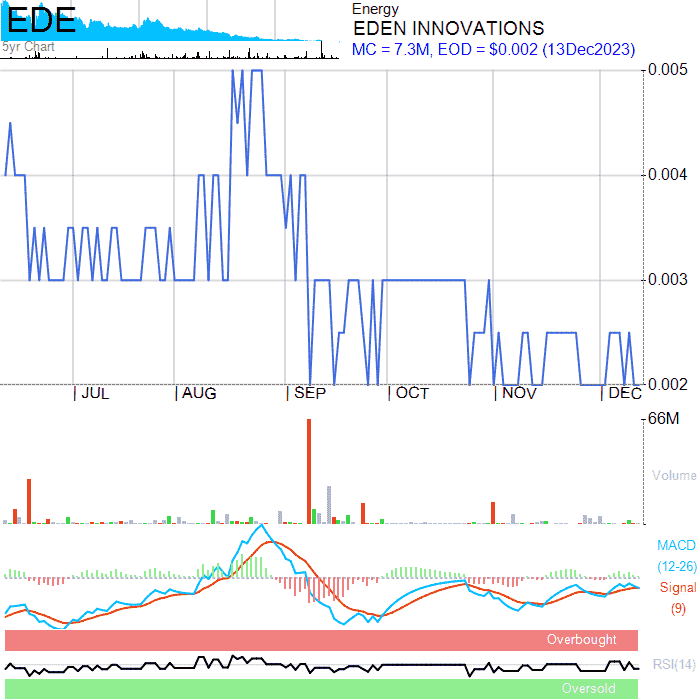 EDE
5yr Chart
Energy
EDEN INNOVATIONS
MC = 7.3M, EOD = $0.002 (13Dec2023)
0.005
0.004
0.003
0.002
| JUL | AUG | SEP | OCT | NOV | DEC
66M
Volume
MACD
(12-26)
Signal
(9)
Overbought
RSI(14)
Oversold